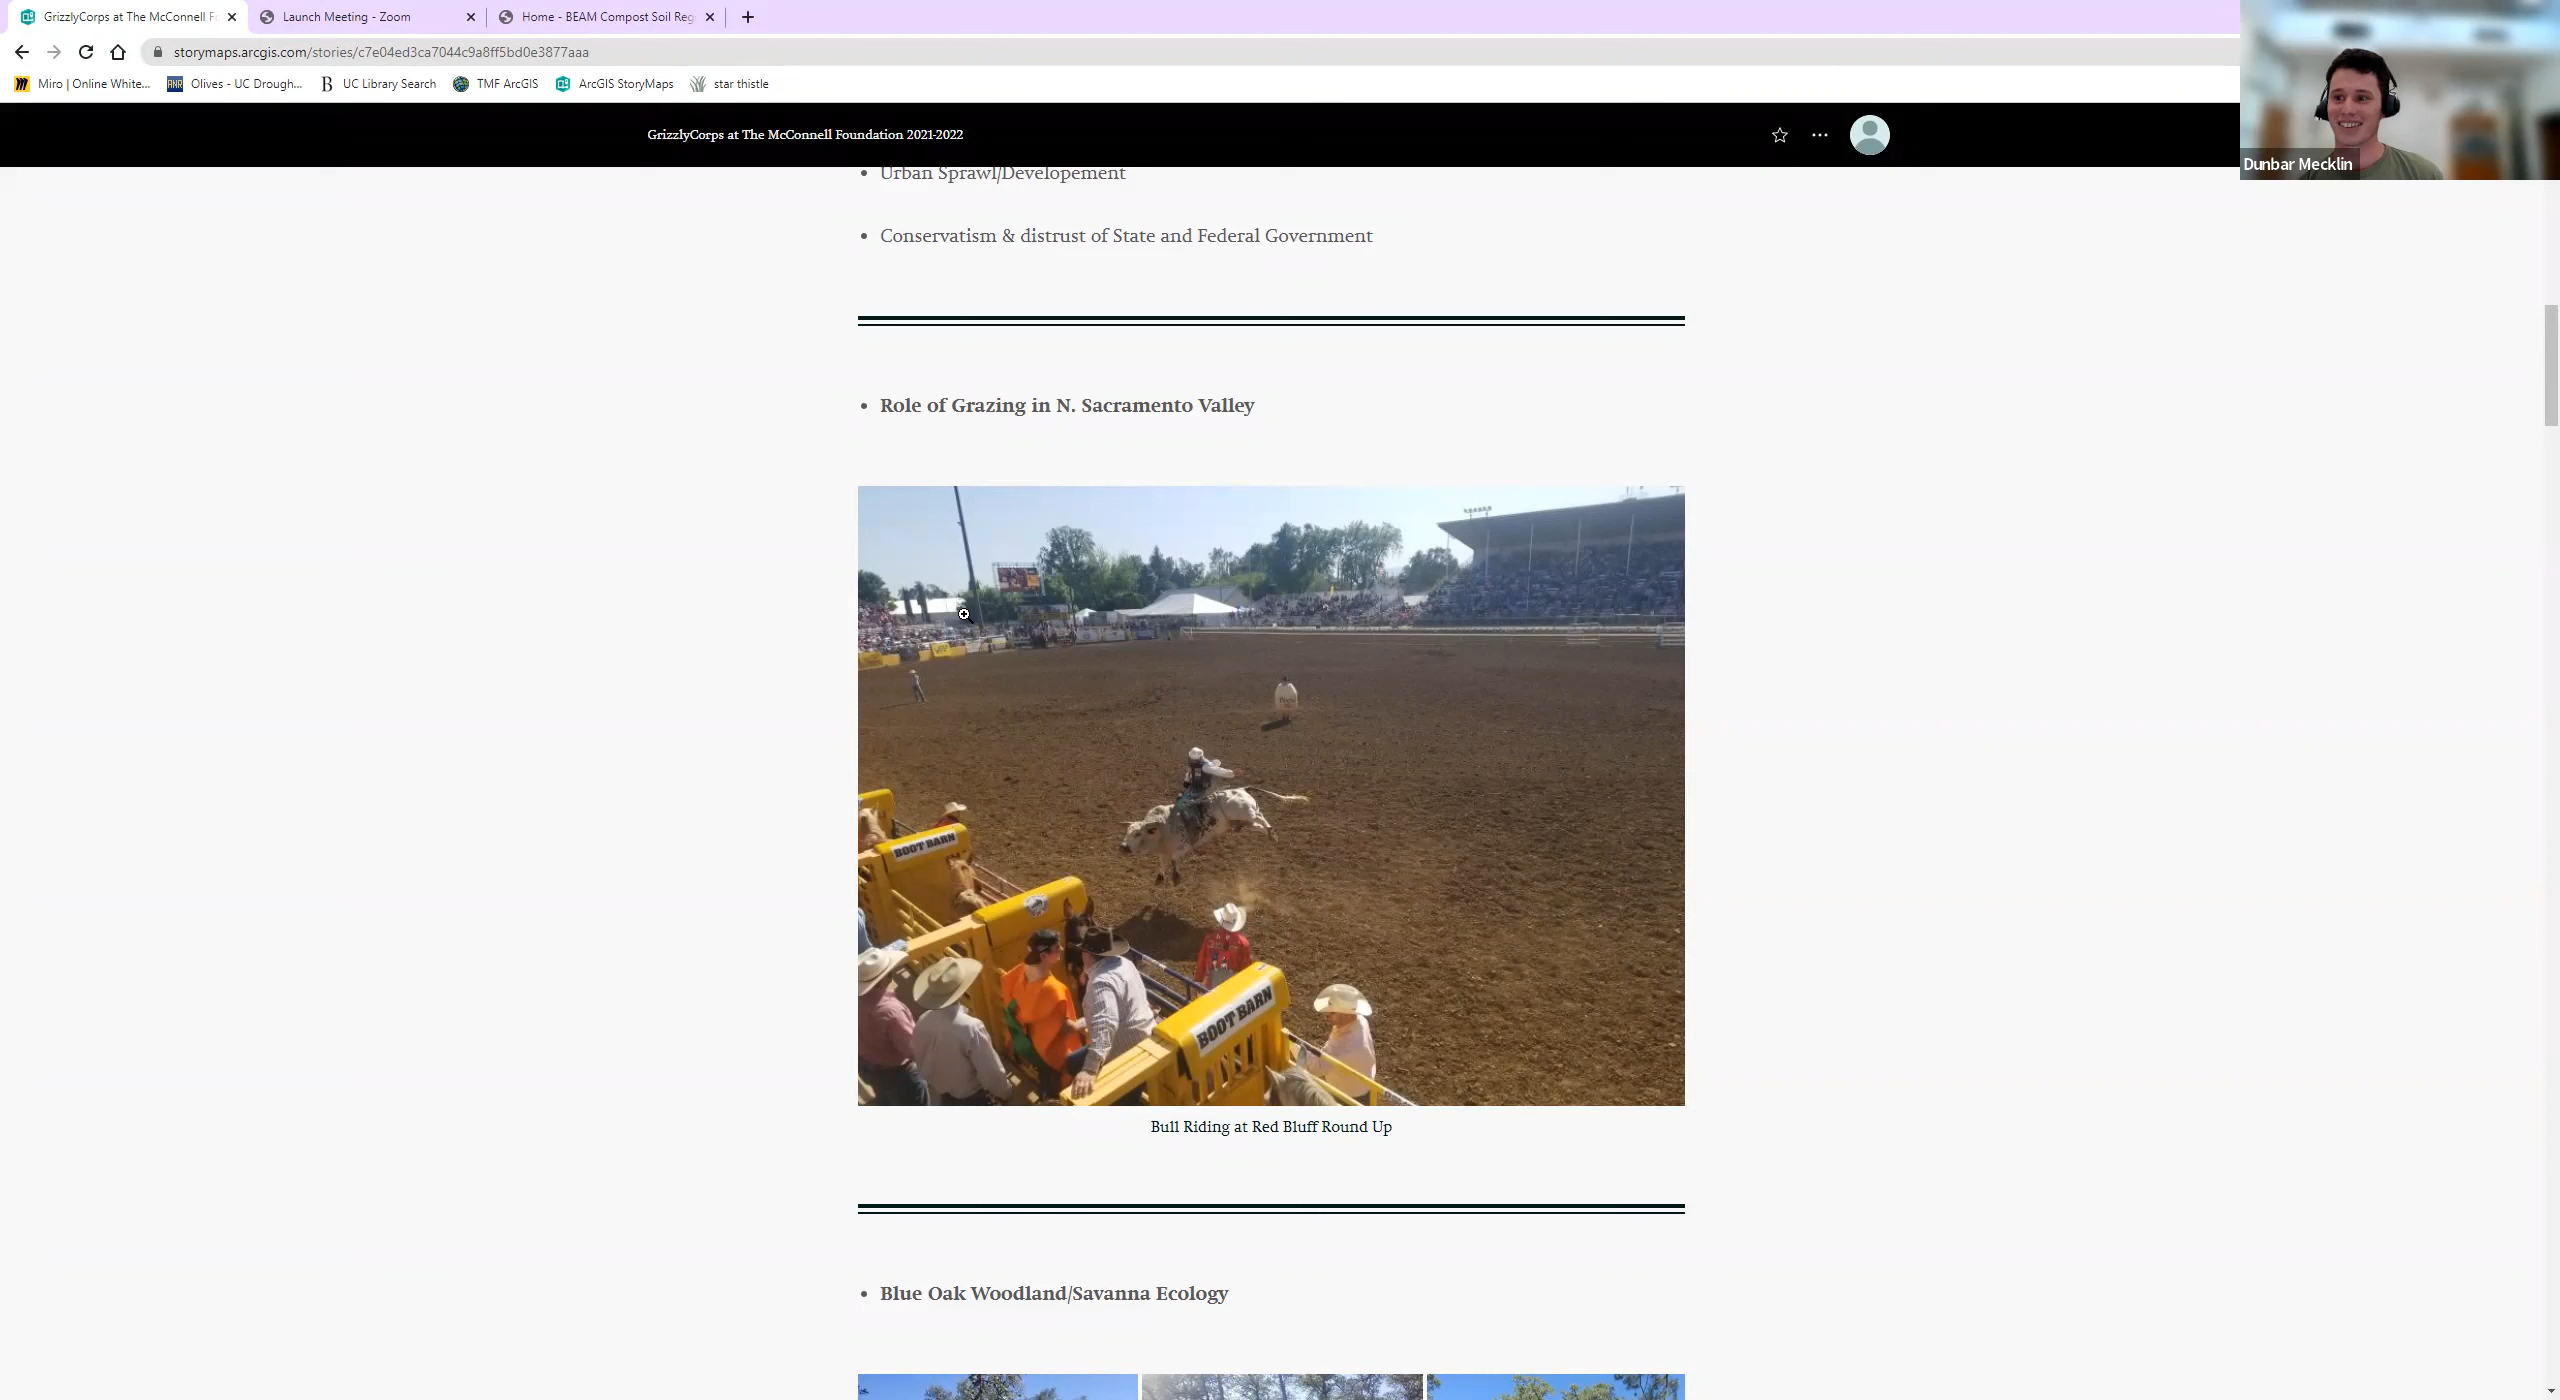 GrizzlyCorps at The McConnell Fo
Launch Meeting - Zoom
Home - BEAM Compost Soil Reg
storymaps.arcgis.com/stories/c7e04ed3ca7044c9a8ff5bd0e3877aaa
Miro | Online White...
Olives - UC Drough...
UC Library Search
TMF ArcGIS
ArcGIS StoryMaps
star thistle
GrizzlyCorps at The McConnell Foundation 2021-2022
Dunbar Mecklin
• Urban Sprawl/Developement
• Conservatism & distrust of State and Federal Government
• Role of Grazing in N. Sacramento Valley
BOOT BARN
BOOT BARN
Bull Riding at Red Bluff Round Up
• Blue Oak Woodland/Savanna Ecology